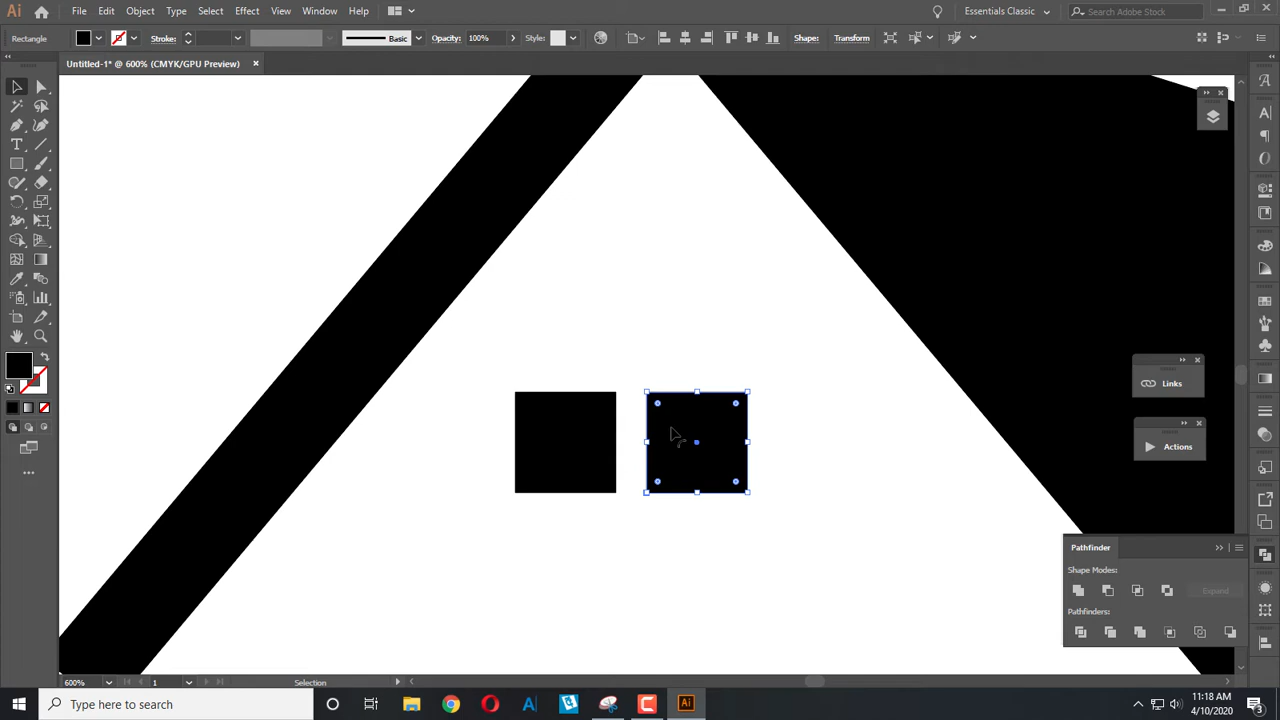 Ai File Edit Object Type Select Effect View Window Help Essentials Classic Search Adobe Stock
Rectangle Stroke: Basic Opacity: 100% Style: Shape: Transform
Untitled-1* @ 600% (CMYK/GPU Preview)
Links
Actions
Pathfinder
Shape Modes:
Expand
Pathfinders:
600% 1 Selection
Type here to search Ai 11:18 AM
4/10/2020 3